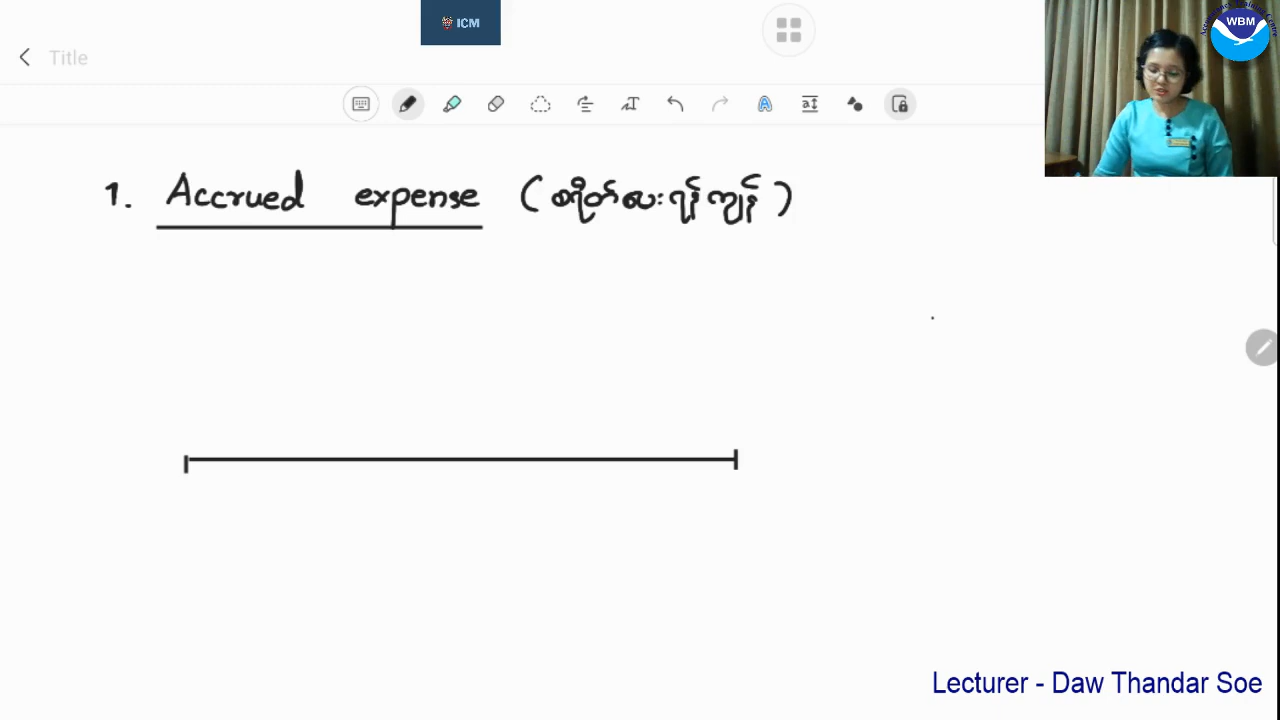 ICM
WBM
Title
1. Accrued expense (စရိတ်ပေးရန်ကျန်)
Lecturer - Daw Thandar Soe